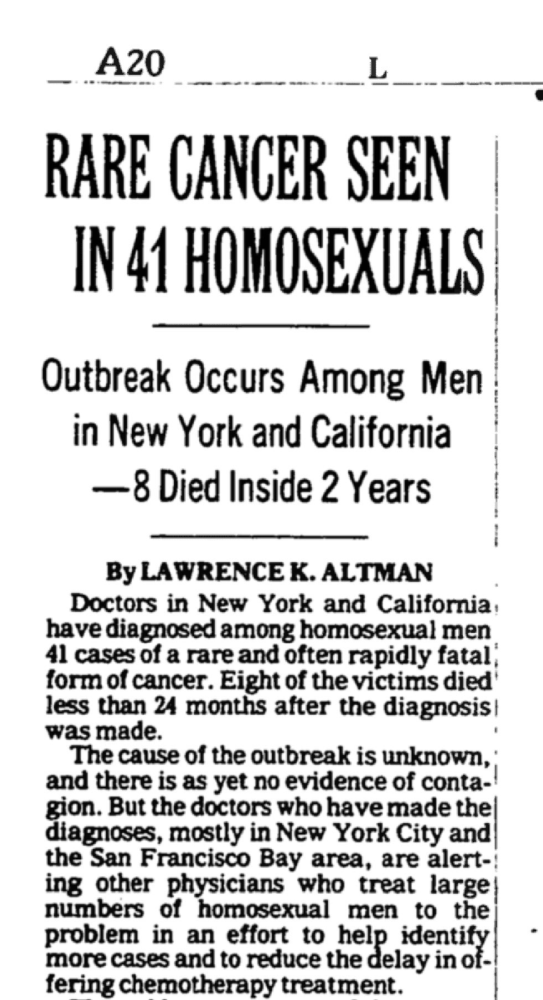 A20
L
RARE CANCER SEEN
IN 41 HOMOSEXUALS
Outbreak Occurs Among Men
in New York and California
—8 Died Inside 2 Years
By LAWRENCE K. ALTMAN
Doctors in New York and California
have diagnosed among homosexual men
41 cases of a rare and often rapidly fatal
form of cancer. Eight of the victims died
less than 24 months after the diagnosis
was made.
The cause of the outbreak is unknown,
and there is as yet no evidence of conta-
gion. But the doctors who have made the
diagnoses, mostly in New York City and
the San Francisco Bay area, are alert-
ing other physicians who treat large
numbers of homosexual men to the
problem in an effort to help identify
more cases and to reduce the delay in of-
fering chemotherapy treatment.